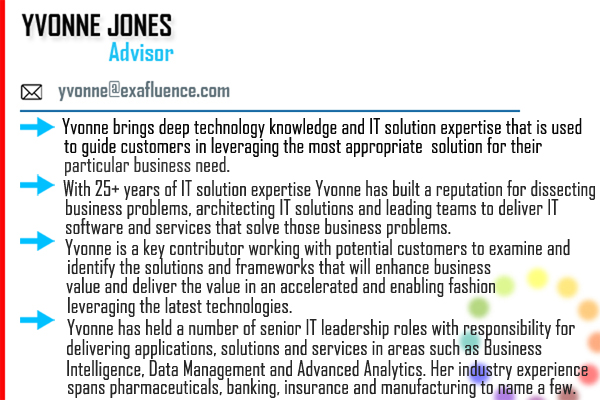 YVONNE JONES
Advisor
yvonne@exafluence.com
Yvonne brings deep technology knowledge and IT solution expertise that is used
to guide customers in leveraging the most appropriate solution for their
particular business need.
With 25+ years of IT solution expertise Yvonne has built a reputation for dissecting
business problems, architecting IT solutions and leading teams to deliver IT
software and services that solve those business problems.
Yvonne is a key contributor working with potential customers to examine and
identify the solutions and frameworks that will enhance business
value and deliver the value in an accelerated and enabling fashion
leveraging the latest technologies.
Yvonne has held a number of senior IT leadership roles with responsibility for
delivering applications, solutions and services in areas such as Business
Intelligence, Data Management and Advanced Analytics. Her industry experience
spans pharmaceuticals, banking, insurance and manufacturing to name a few.